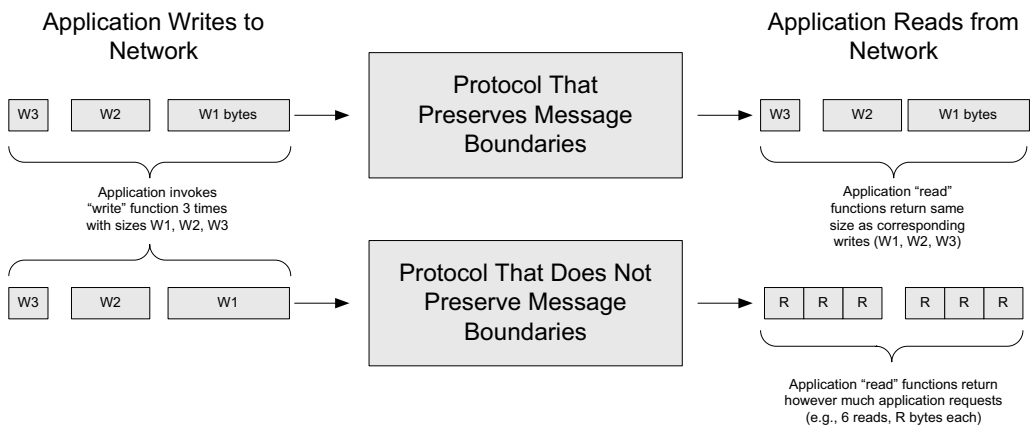 Application Writes to
Network
Application Reads from
Network
W3
W2
W1 bytes
Protocol That
Preserves Message
Boundaries
W3
W2
W1 bytes
Application invokes
“write” function 3 times
with sizes W1, W2, W3
Application “read”
functions return same
size as corresponding
writes (W1, W2, W3)
W3
W2
W1
Protocol That Does Not
Preserve Message
Boundaries
R
R
R
R
R
R
Application “read” functions return
however much application requests
(e.g., 6 reads, R bytes each)